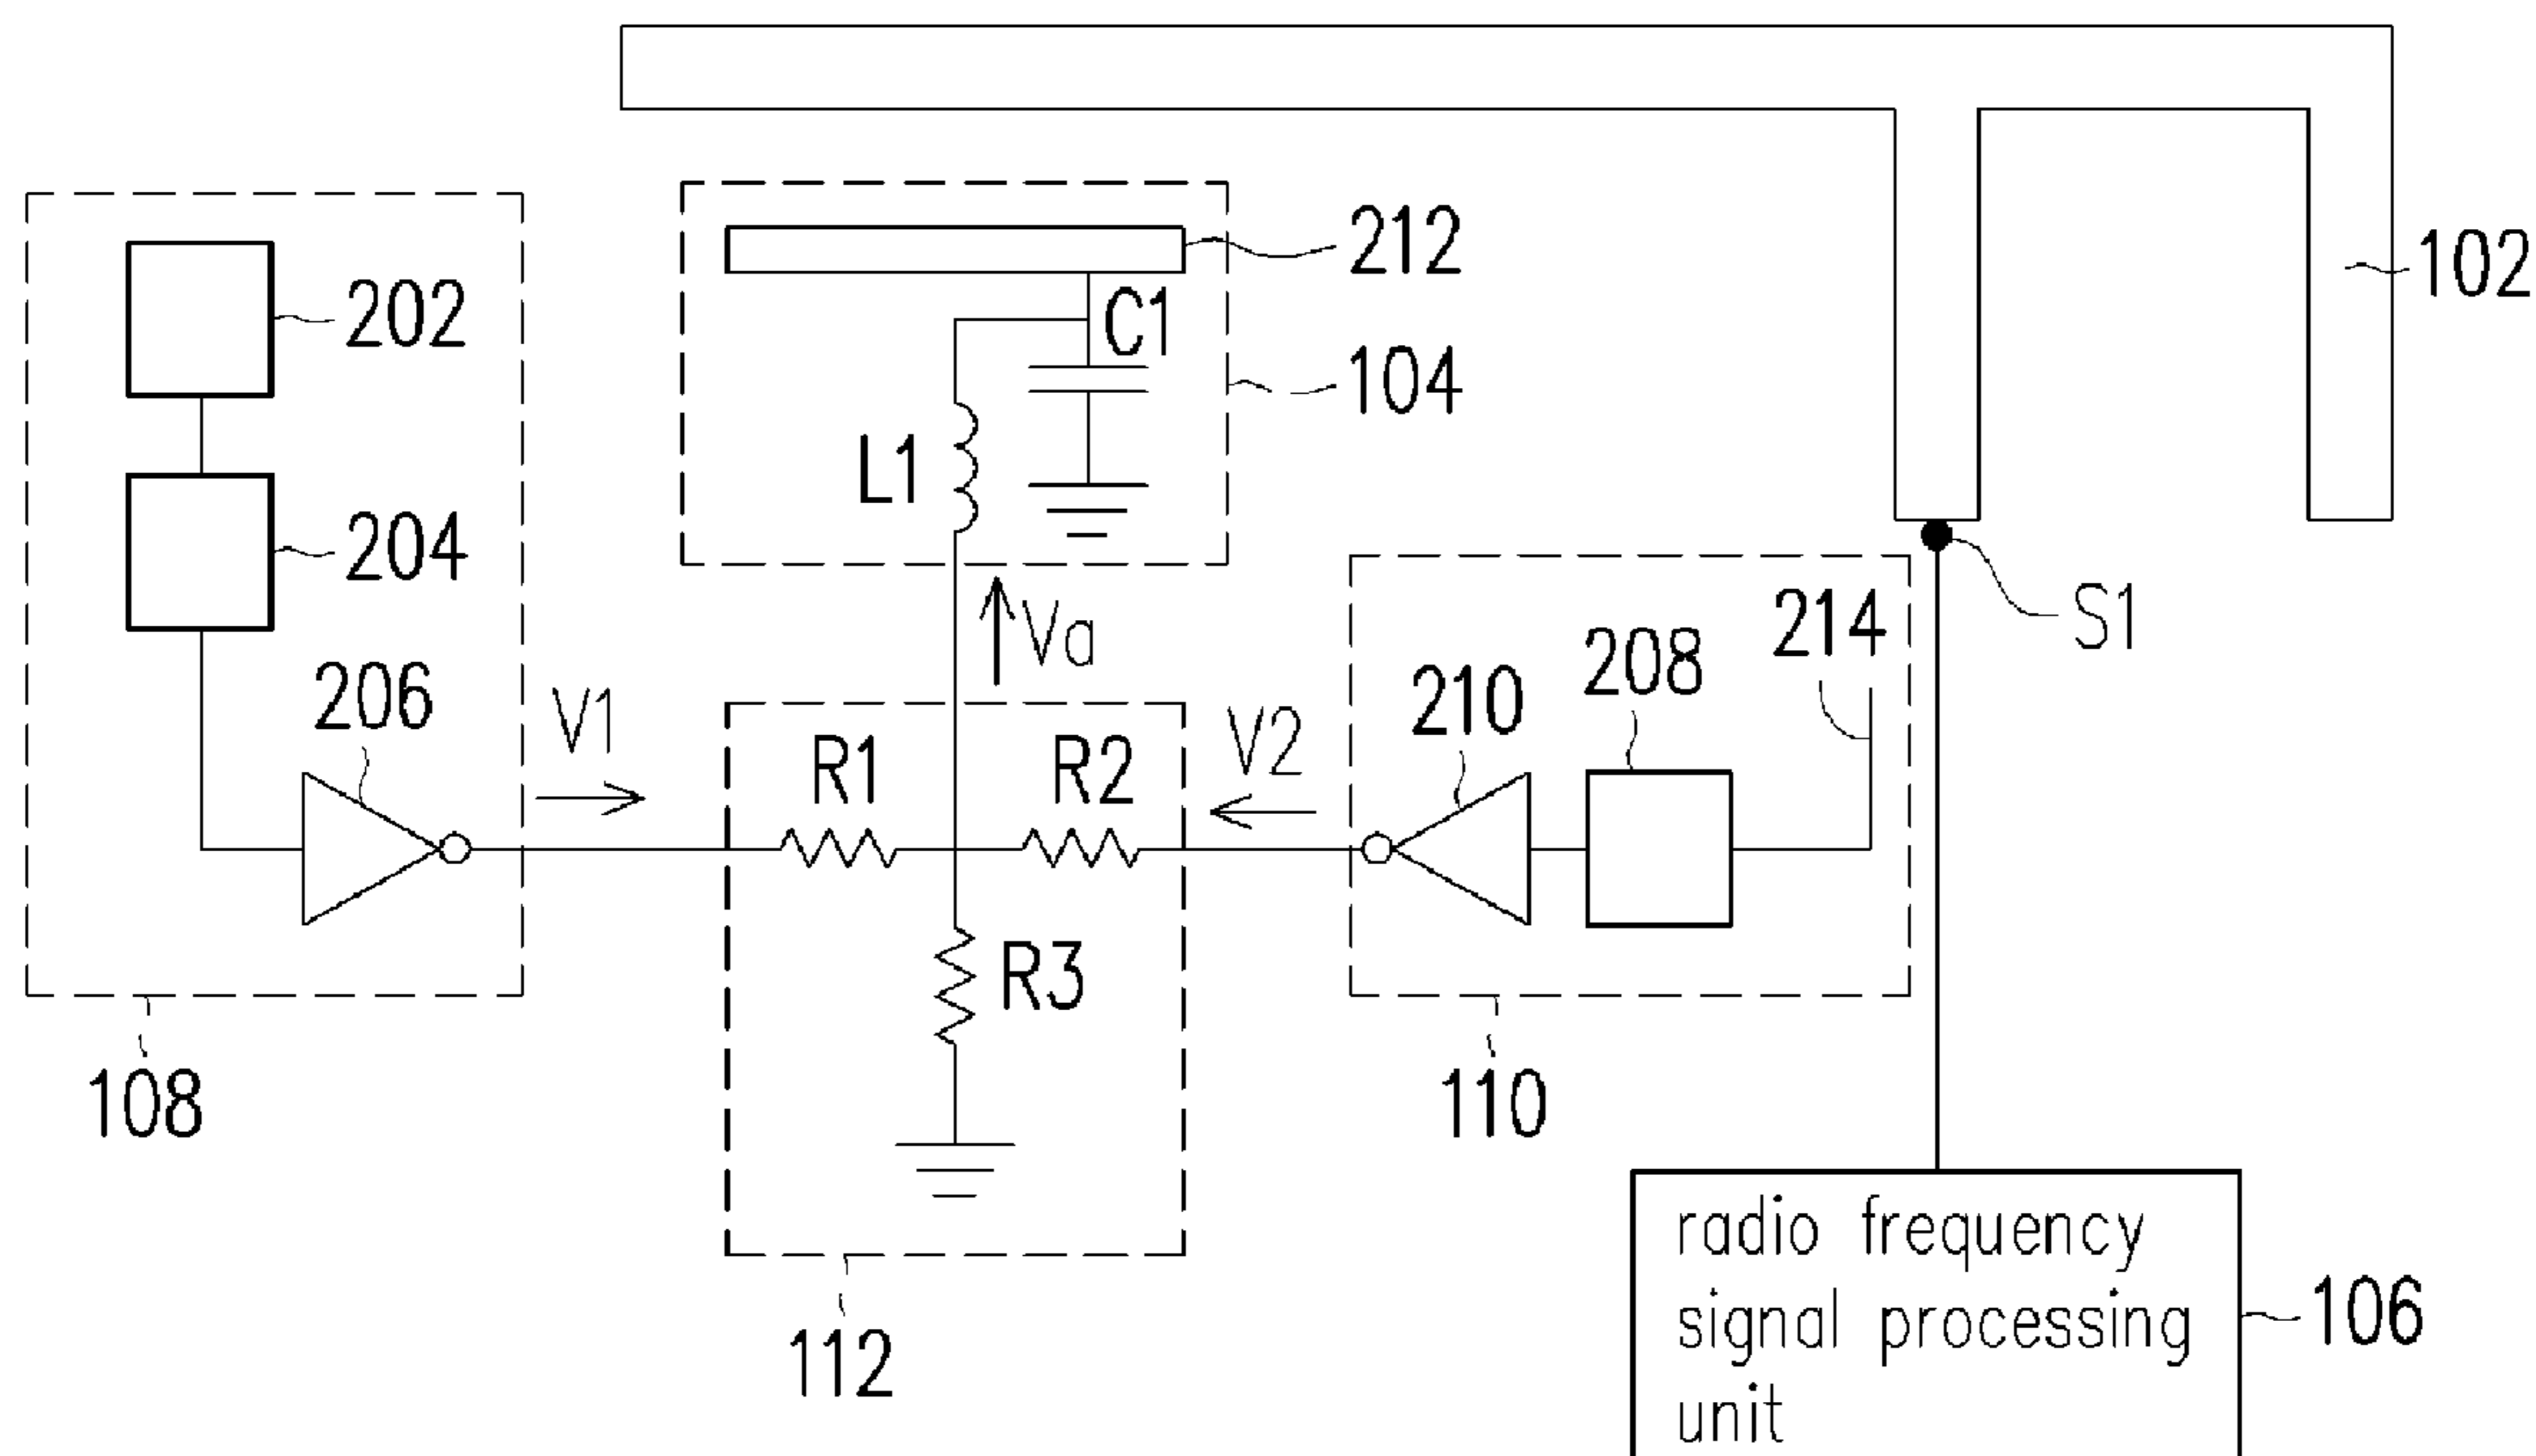 102
212
202
C1
104
L1
204
S1
Va
214
208
206
210
V1
V2
R1
R2
R3
108
110
radio frequency
signal processing
unit
106
112